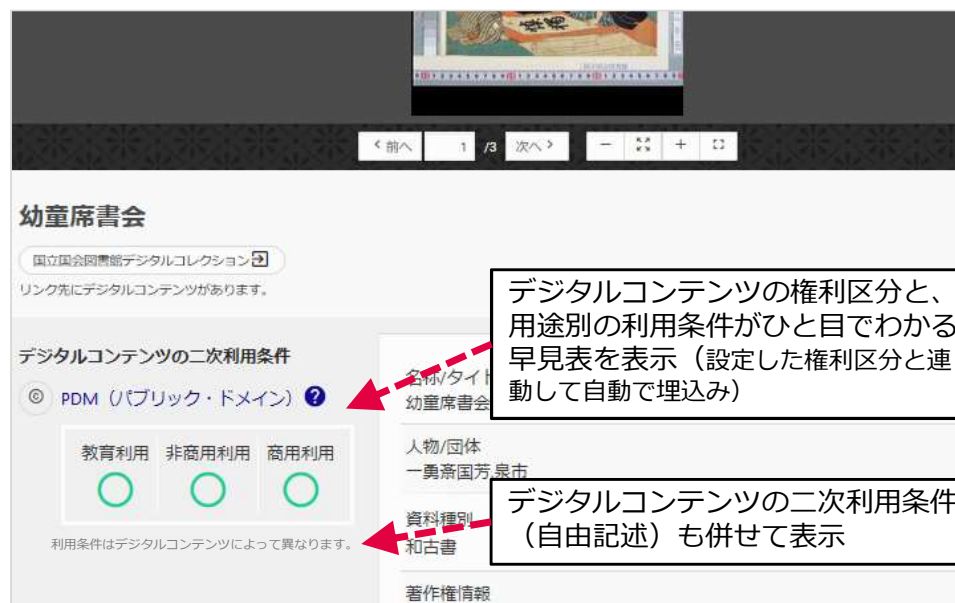 ＜前へ 1 /3 次へ＞ － ＋
幼童席書会
国立国会図書館デジタルコレクション
リンク先にデジタルコンテンツがあります。
デジタルコンテンツの権利区分と、
用途別の利用条件がひと目でわかる
早見表を表示（設定した権利区分と連
動して自動で埋込み）
デジタルコンテンツの二次利用条件
© PDM（パブリック・ドメイン） ?
教育利用 非商用利用 商用利用
利用条件はデジタルコンテンツによって異なります。
名称/タイト
幼童席書会
人物/団体
一勇斎国芳,泉市
デジタルコンテンツの二次利用条件
（自由記述）も併せて表示
資料種別
和古書
著作権情報